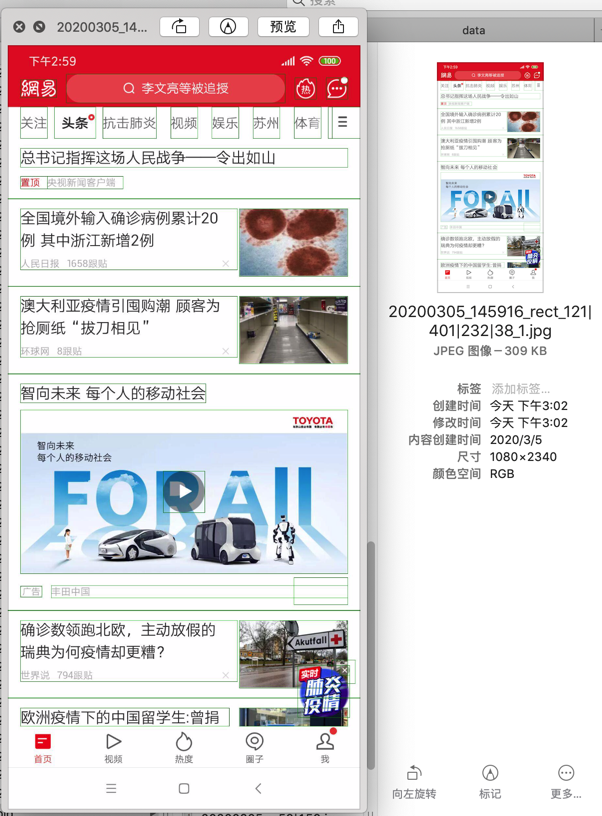 搜索
20200305_14...
预览
data
下午2:59
100
網易
李文亮等被追授
热
关注
头条
抗击肺炎
视频
娱乐
苏州
体育
总书记指挥这场人民战争——令出如山
置顶 央视新闻客户端
全国境外输入确诊病例累计20
例 其中浙江新增2例
人民日报 1658跟贴
澳大利亚疫情引囤购潮 顾客为
抢厕纸“拔刀相见”
环球网 8跟贴
智向未来 每个人的移动社会
TOYOTA
智向未来
每个人的移动社会
FOR All
广告 丰田中国
确诊数领跑北欧，主动放假的
瑞典为何疫情却更糟?
世界说 794跟贴
Akutfall
实时
肺炎
疫情
欧洲疫情下的中国留学生:曾捐
首页
视频
热度
圈子
我
20200305_145916_rect_121|
401|232|38_1.jpg
JPEG 图像 – 309 KB
标签 添加标签...
创建时间 今天 下午3:02
修改时间 今天 下午3:02
内容创建时间 2020/3/5
尺寸 1080×2340
颜色空间 RGB
向左旋转
标记
更多...